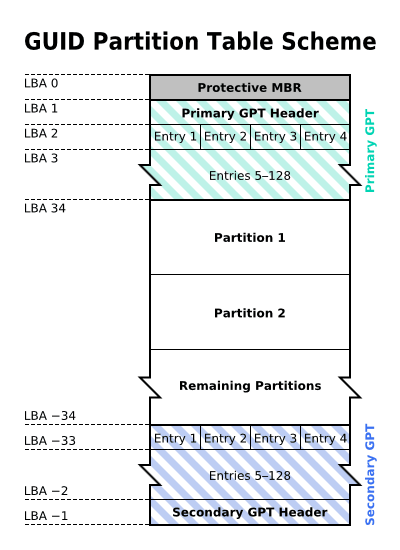 GUID Partition Table Scheme
LBA 0
Protective MBR
LBA 1
Primary GPT Header
LBA 2
Entry 1 Entry 2 Entry 3 Entry 4
LBA 3
Entries 5–128
Primary GPT
LBA 34
Partition 1
Partition 2
Remaining Partitions
LBA −34
Entry 1 Entry 2 Entry 3 Entry 4
LBA −33
Entries 5–128
LBA −2
Secondary GPT Header
LBA −1
Secondary GPT